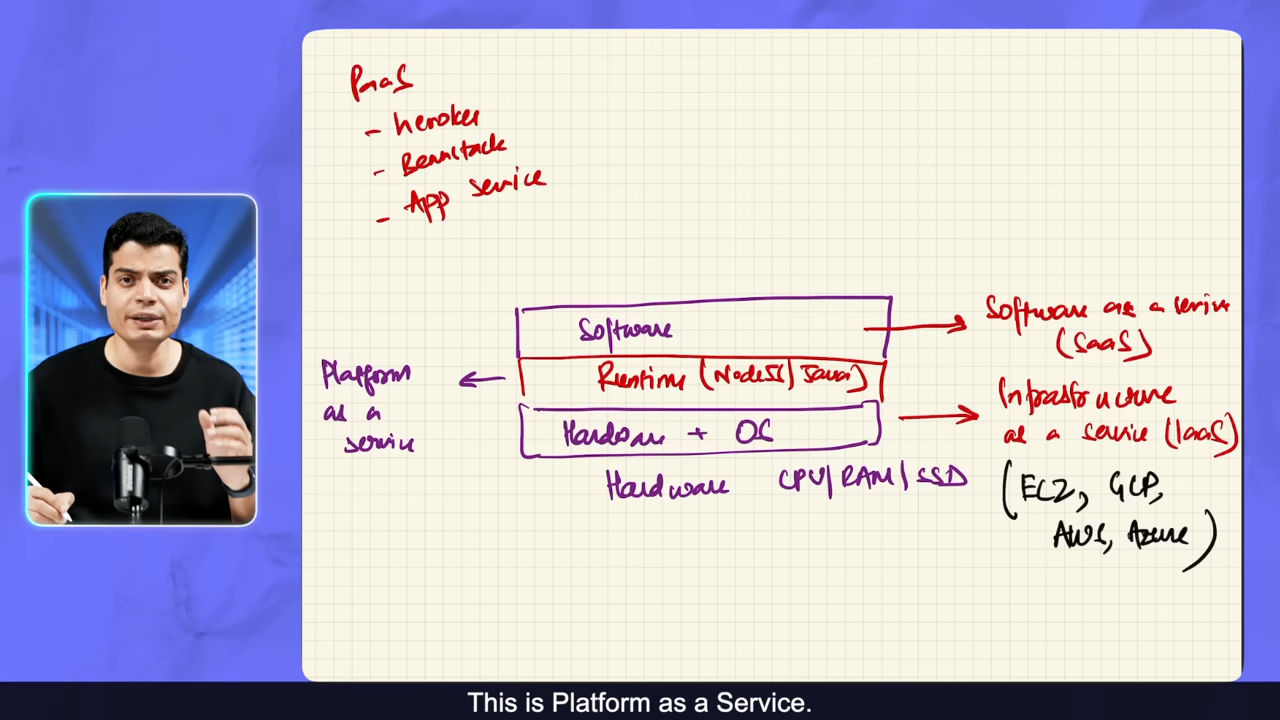 PaaS
- heroku
- Beanstack
- App service
Software
Software as a service
(SaaS)
Platform
as a
service
Runtime (NodeJS | Java)
Infrastructure
as a service (IaaS)
Hardware + OS
Hardware CPU/RAM/SSD
(EC2, GCP,
AWS, Azure)
This is Platform as a Service.